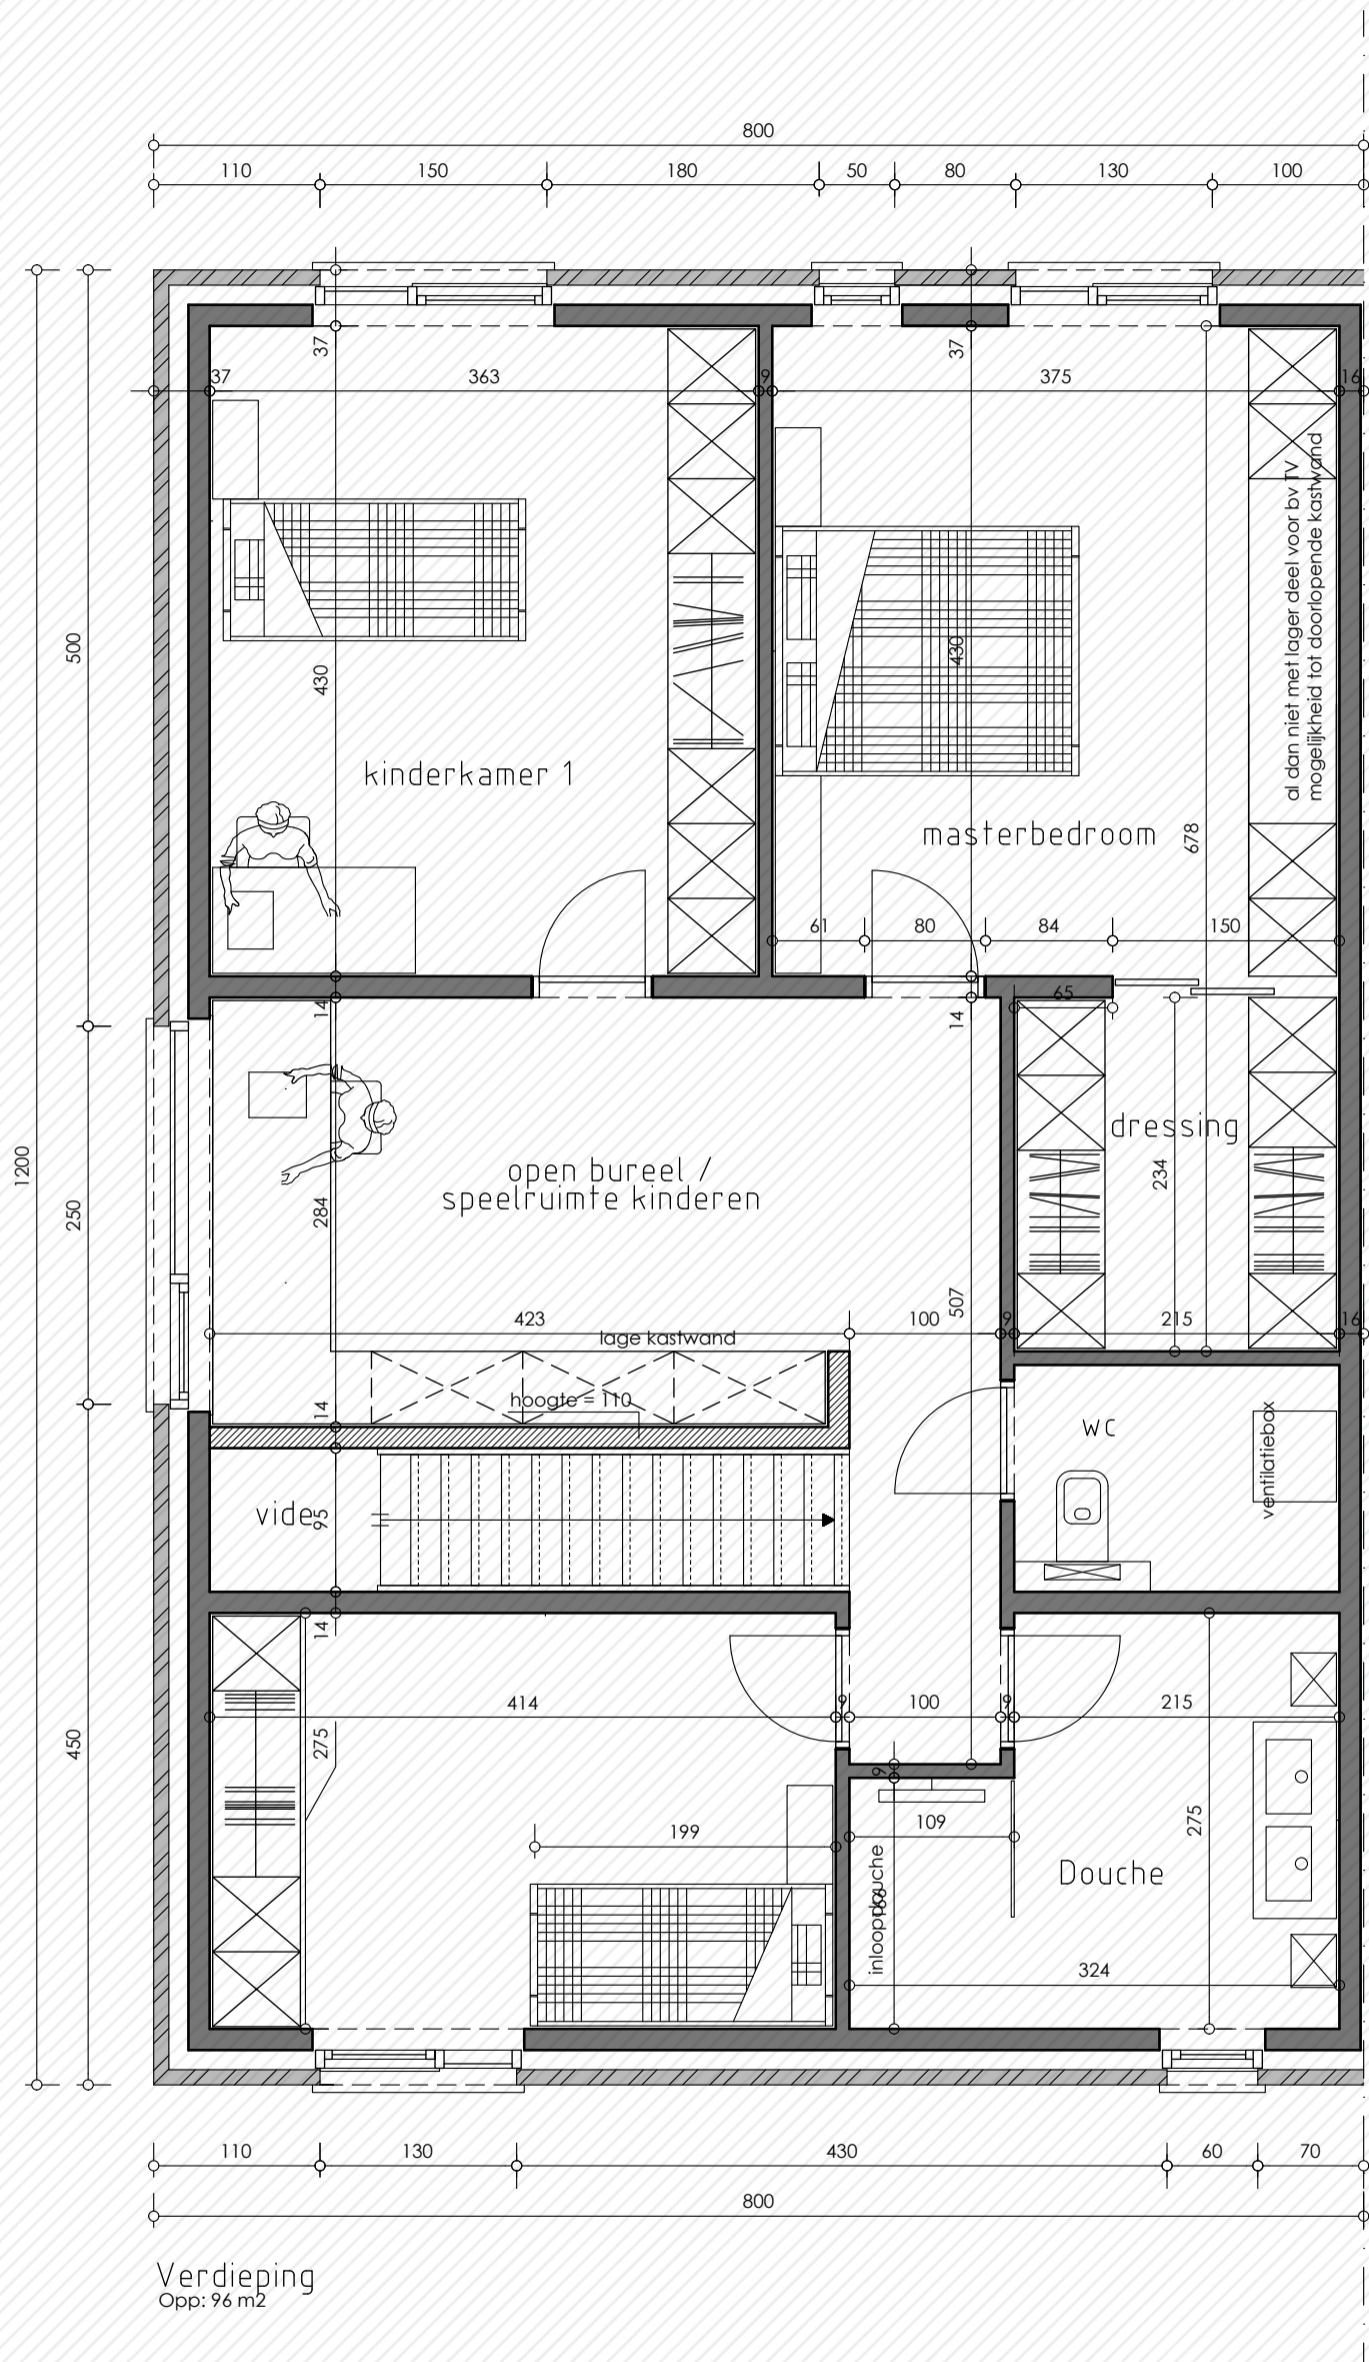 800
110 150 180 50 80 130 100
37 37
37 363 9 375 16
al dan niet met lager deel voor bv TV
mogelijkheid tot doorlopende kastwand
500
430 430
kinderkamer 1
masterbedroom
678
61 80 84 150
65
14 14
dressing
1200
open bureel /
speelruimte kinderen
234
250
284
507
423 100 9 215 16
lage kastwand
hoogte = 110
14
wc
ventilatiebox
vide
95
14
414 9 100 9 215
450
275
9
199
109
275
inloopdouche
166
Douche
324
110 130 430 60 70
800
Verdieping
Opp: 96 m2